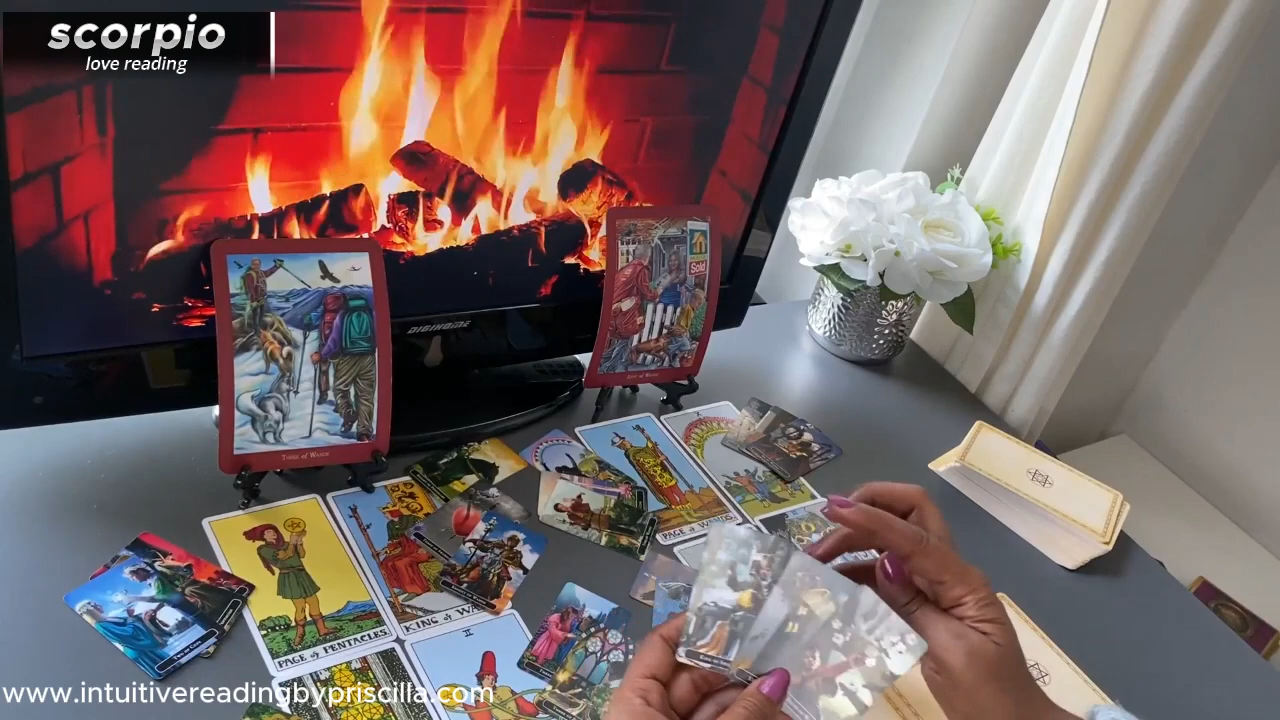 scorpio
love reading
DIGIHOME
Sold
THREE of WANDS
PAGE of WANDS
X
KING of WA
PAGE of PENTACLES
II
www.intuitivereadingbypriscilla.com